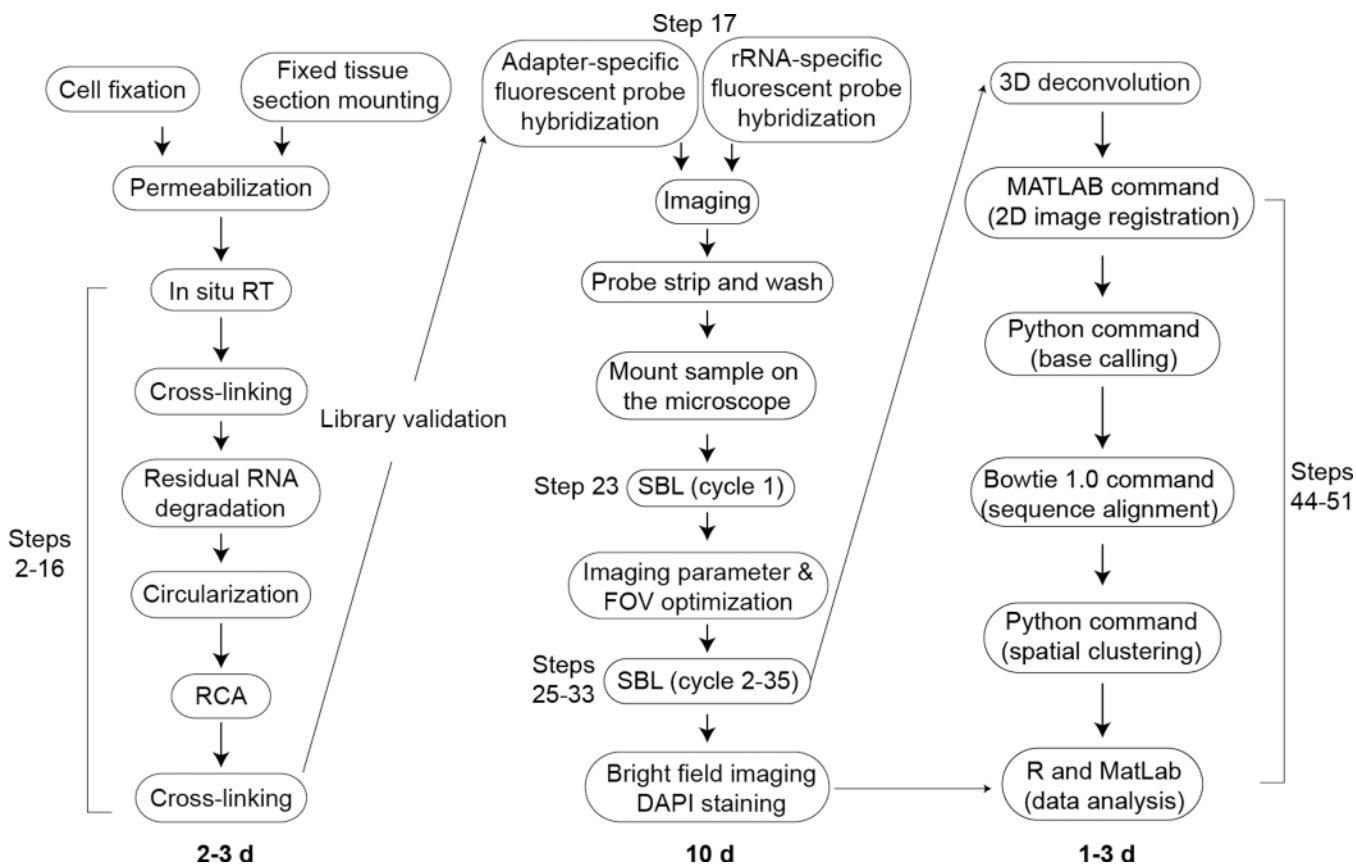 Cell fixation
Fixed tissue
section mounting
Permeabilization
In situ RT
Cross-linking
Residual RNA
degradation
Circularization
RCA
Cross-linking
Steps
2-16
2-3 d
Library validation
Step 17
Adapter-specific
fluorescent probe
hybridization
rRNA-specific
fluorescent probe
hybridization
Imaging
Probe strip and wash
Mount sample on
the microscope
Step 23
SBL (cycle 1)
Imaging parameter &
FOV optimization
Steps
25-33
SBL (cycle 2-35)
Bright field imaging
DAPI staining
10 d
3D deconvolution
MATLAB command
(2D image registration)
Python command
(base calling)
Bowtie 1.0 command
(sequence alignment)
Python command
(spatial clustering)
R and MatLab
(data analysis)
Steps
44-51
1-3 d